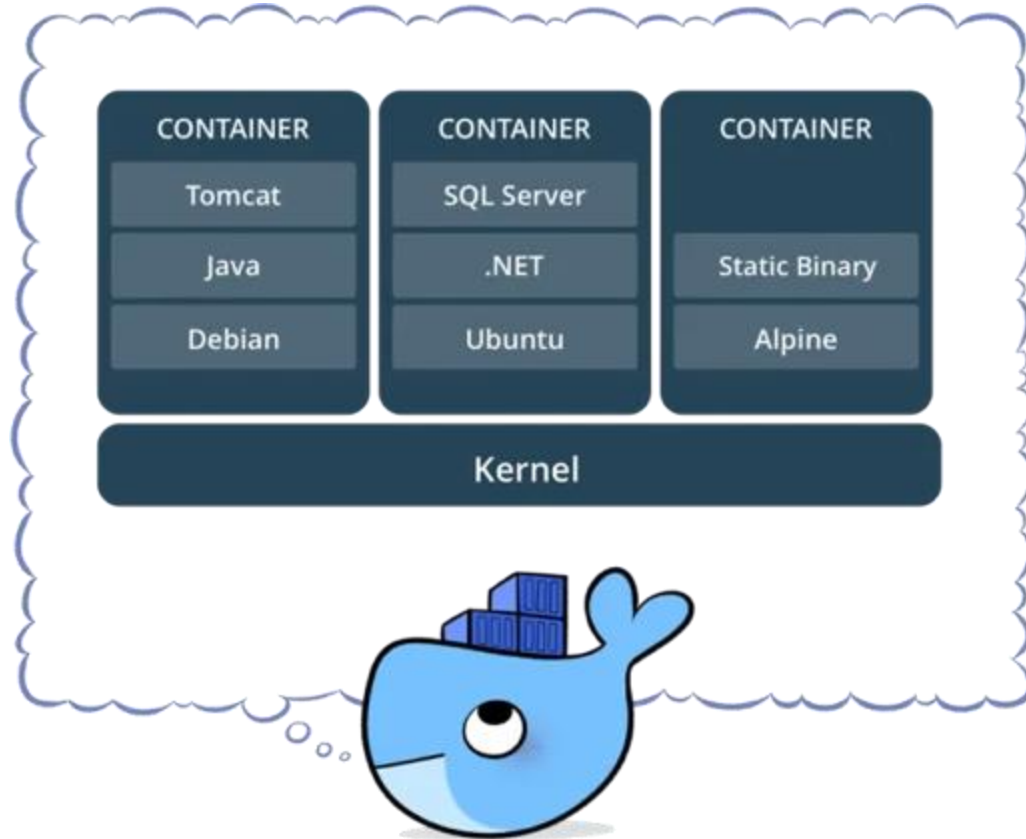 CONTAINER
Tomcat
Java
Debian
CONTAINER
SQL Server
.NET
Ubuntu
CONTAINER
Static Binary
Alpine
Kernel